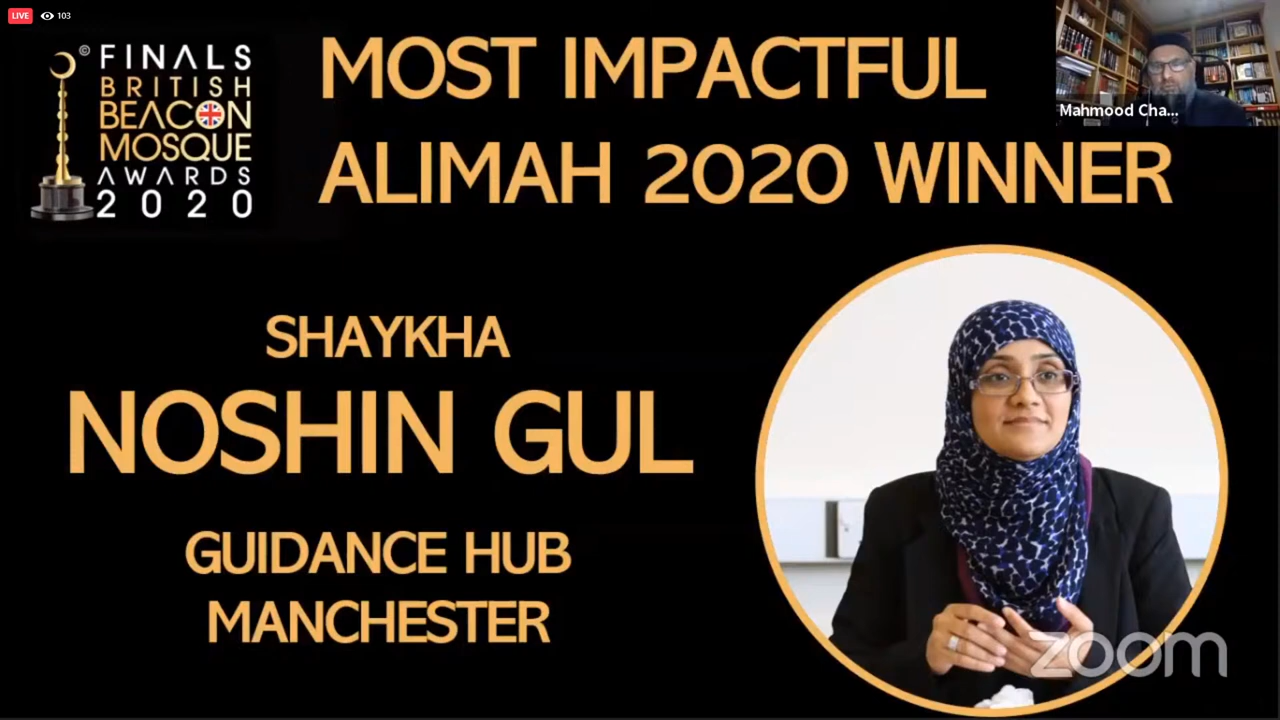 LIVE 103
© FINALS
BRITISH
BEACON
MOSQUE
AWARDS
2020
MOST IMPACTFUL
ALIMAH 2020 WINNER
Mahmood Cha...
SHAYKHA
NOSHIN GUL
GUIDANCE HUB
MANCHESTER
zoom